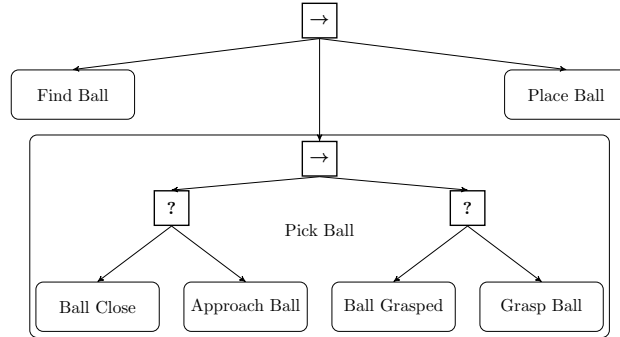 →
Find Ball
Place Ball
→
?
?
Pick Ball
Ball Close
Approach Ball
Ball Grasped
Grasp Ball